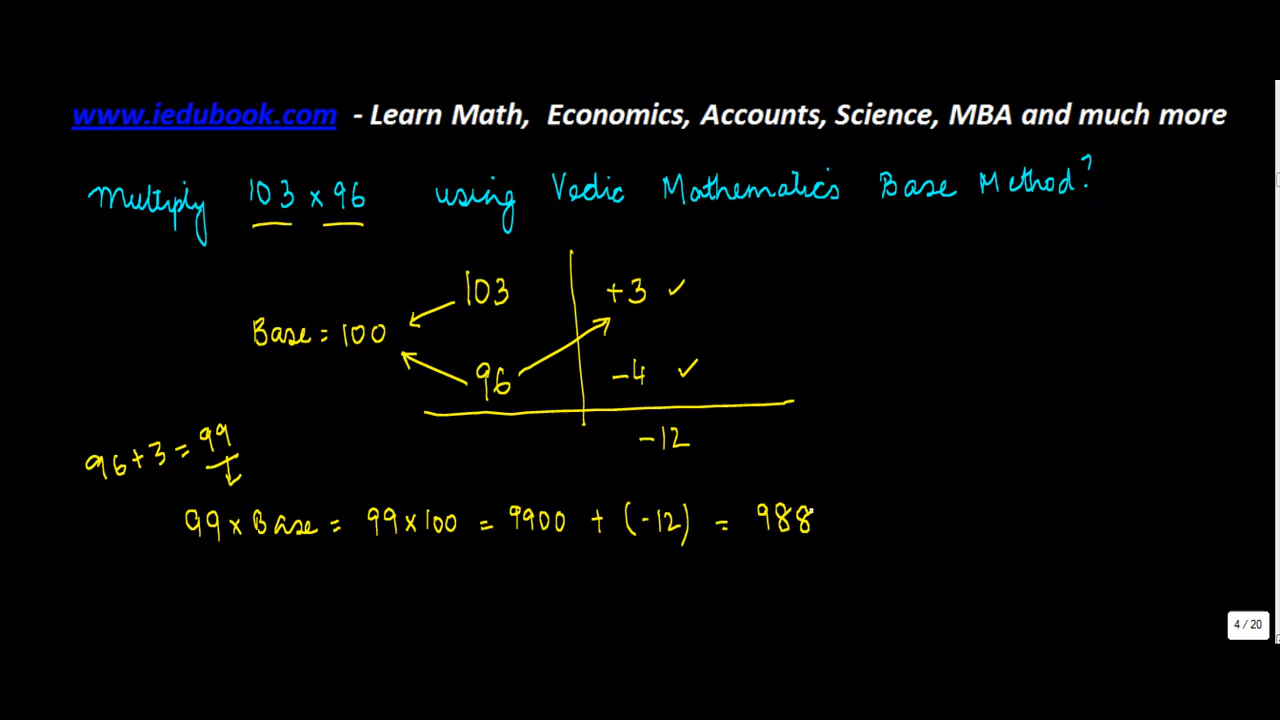 www.iedubook.com - Learn Math, Economics, Accounts, Science, MBA and much more
Multiply 103 × 96 using Vedic Mathematics Base Method?
103 +3 ✓
Base = 100
96 -4 ✓
-12
96 + 3 = 99
99 × Base = 99 × 100 = 9900 + (-12) = 988
4 / 20